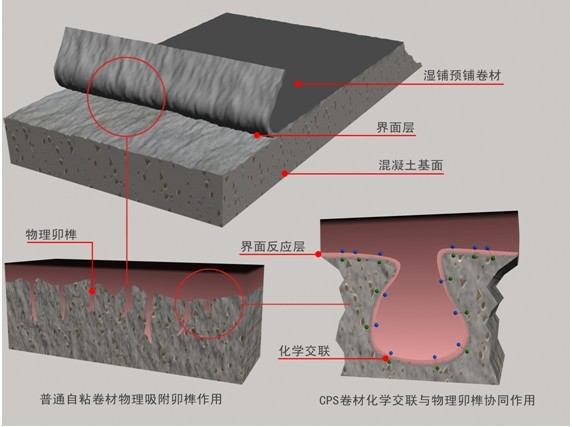 湿铺预铺卷材
界面层
混凝土基面
物理卯榫
界面反应层
化学交联
普通自粘卷材物理吸附卯榫作用
CPS卷材化学交联与物理卯榫协同作用